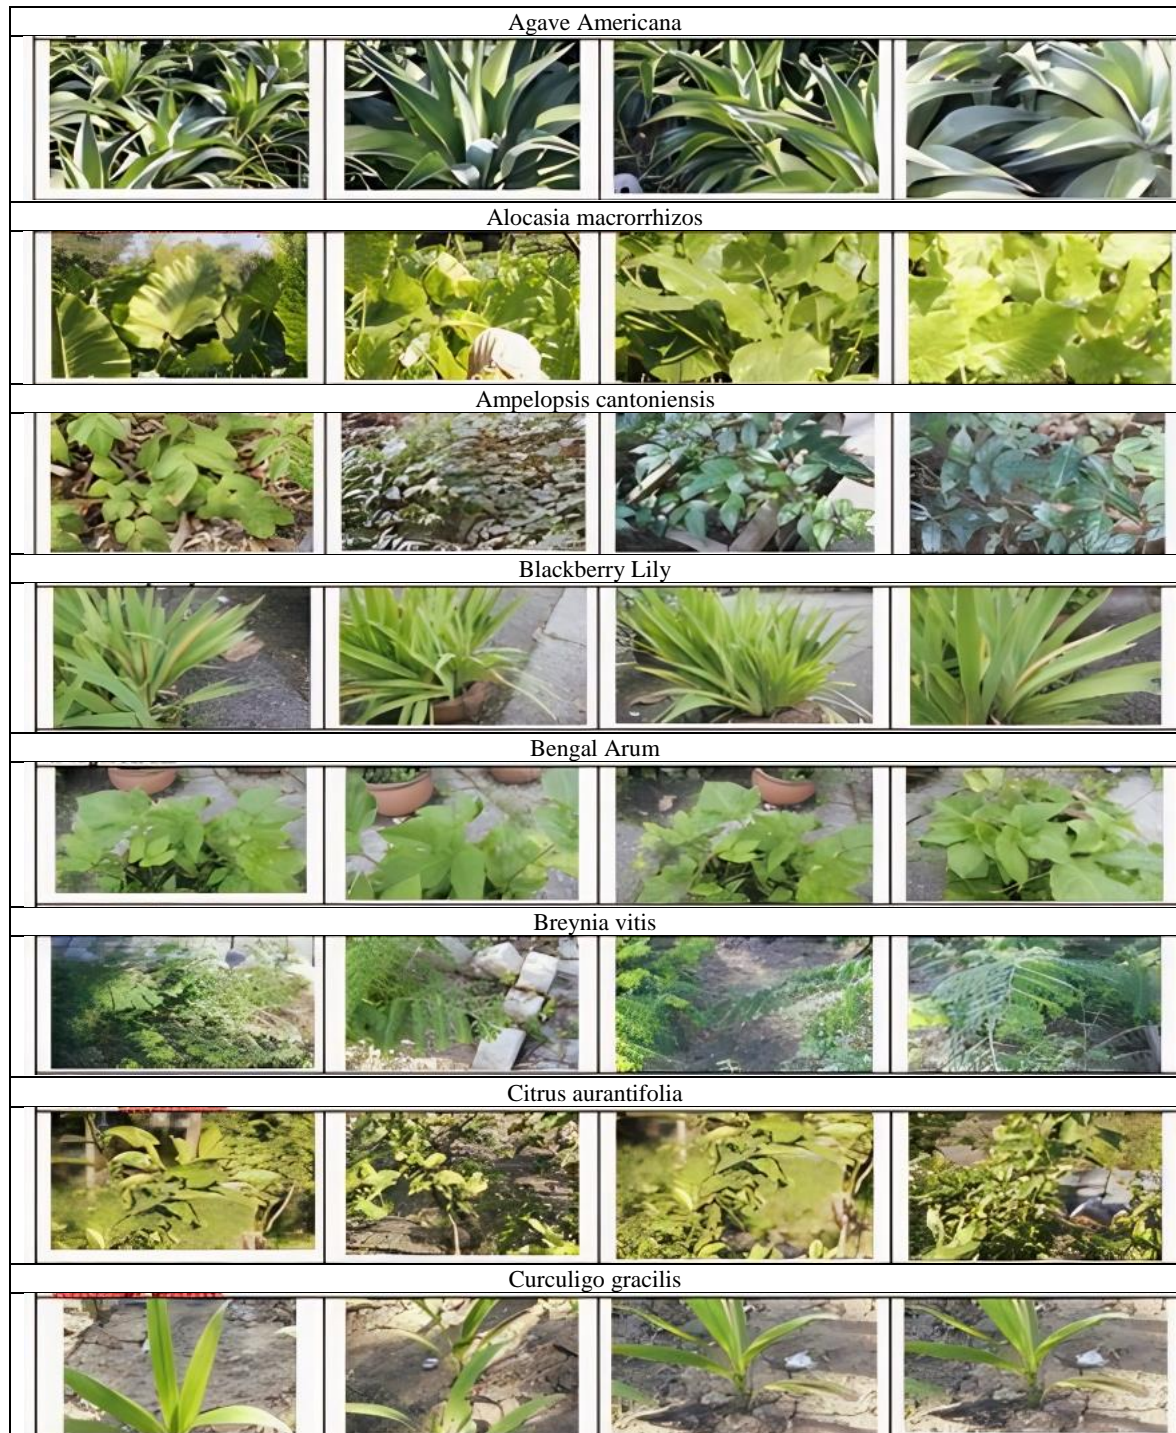 Agave Americana
Alocasia macrorrhizos
Ampelopsis cantoniensis
Blackberry Lily
Bengal Arum
Breynia vitis
Citrus aurantifolia
Curculigo gracilis